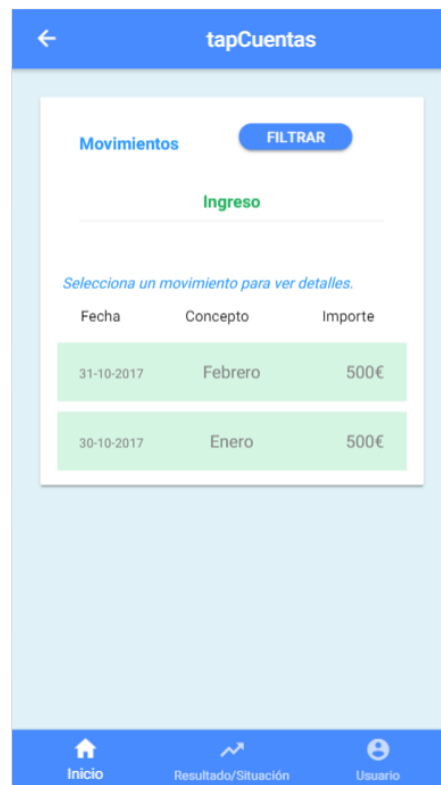 tapCuentas
Movimientos FILTRAR
Ingreso
Selecciona un movimiento para ver detalles.
Fecha Concepto Importe
31-10-2017 Febrero 500€
30-10-2017 Enero 500€
Inicio Resultado/Situación Usuario